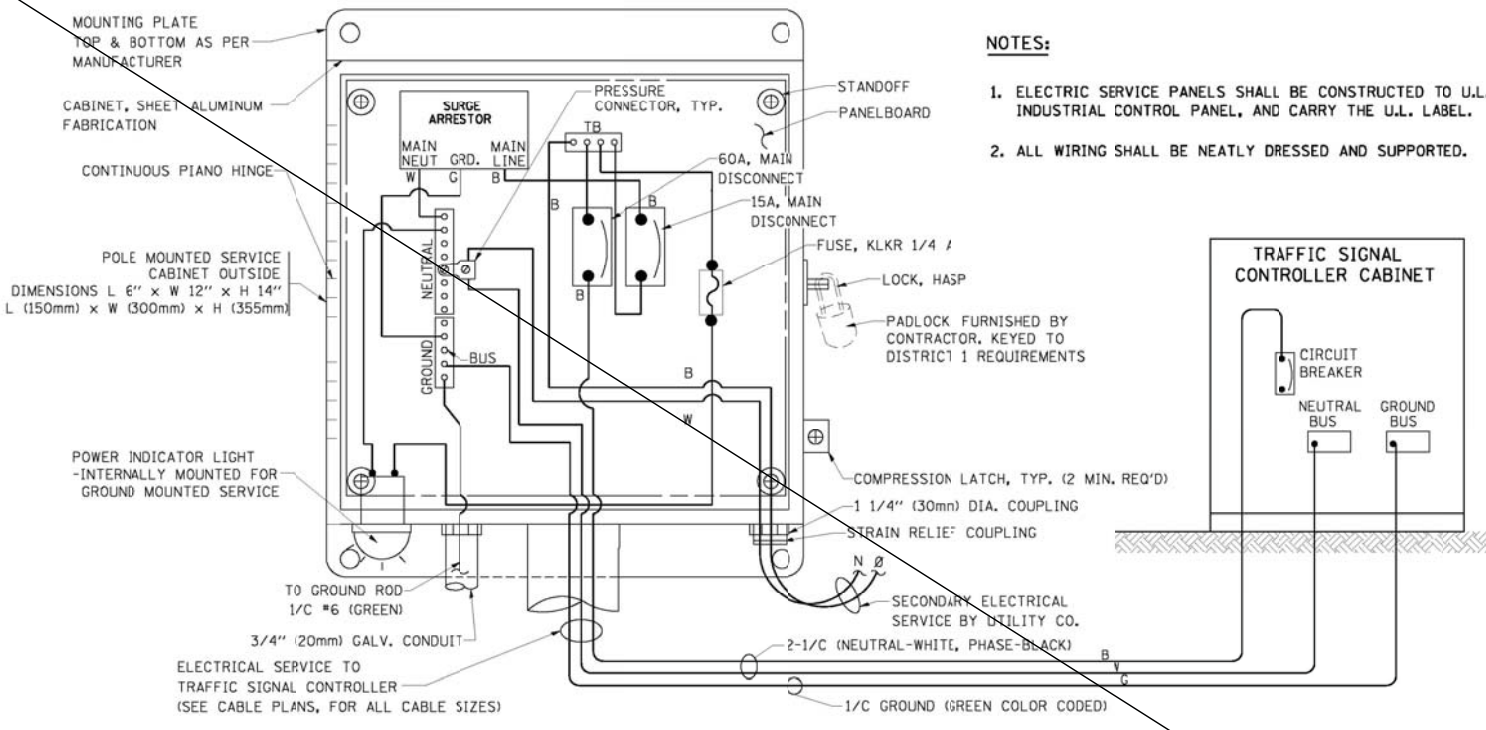 MOUNTING PLATE
TOP & BOTTOM AS PER
MANUFACTURER
CABINET, SHEET ALUMINUM
FABRICATION
CONTINUOUS PIANO HINGE
POLE MOUNTED SERVICE
CABINET OUTSIDE
DIMENSIONS L 6" x W 12" x H 14"
L (150mm) x W (300mm) x H (355mm)
POWER INDICATOR LIGHT
-INTERNALLY MOUNTED FOR
GROUND MOUNTED SERVICE
TO GROUND ROD
1/C #6 (GREEN)
3/4" (20mm) GALV. CONDUIT
ELECTRICAL SERVICE TO
TRAFFIC SIGNAL CONTROLLER
(SEE CABLE PLANS, FOR ALL CABLE SIZES)
SURGE
ARRESTOR
MAIN
NEUT
GRD.
MAIN
LINE
W
G
B
PRESSURE
CONNECTOR, TYP.
TB
NEUTRAL
GROUND
BUS
B
B
B
B
W
STANDOFF
PANELBOARD
60A, MAIN
DISCONNECT
15A, MAIN
DISCONNECT
FUSE, KLKR 1/4 A
LOCK, HASP
PADLOCK FURNISHED BY
CONTRACTOR, KEYED TO
DISTRICT 1 REQUIREMENTS
COMPRESSION LATCH, TYP. (2 MIN. REQ'D)
1 1/4" (30mm) DIA. COUPLING
STRAIN RELIEF COUPLING
N Ø
SECONDARY ELECTRICAL
SERVICE BY UTILITY CO.
2-1/C (NEUTRAL-WHITE, PHASE-BLACK)
B
G
1/C GROUND (GREEN COLOR CODED)
NOTES:
1. ELECTRIC SERVICE PANELS SHALL BE CONSTRUCTED TO U.L.
INDUSTRIAL CONTROL PANEL, AND CARRY THE U.L. LABEL.
2. ALL WIRING SHALL BE NEATLY DRESSED AND SUPPORTED.
TRAFFIC SIGNAL
CONTROLLER CABINET
CIRCUIT
BREAKER
NEUTRAL
BUS
GROUND
BUS